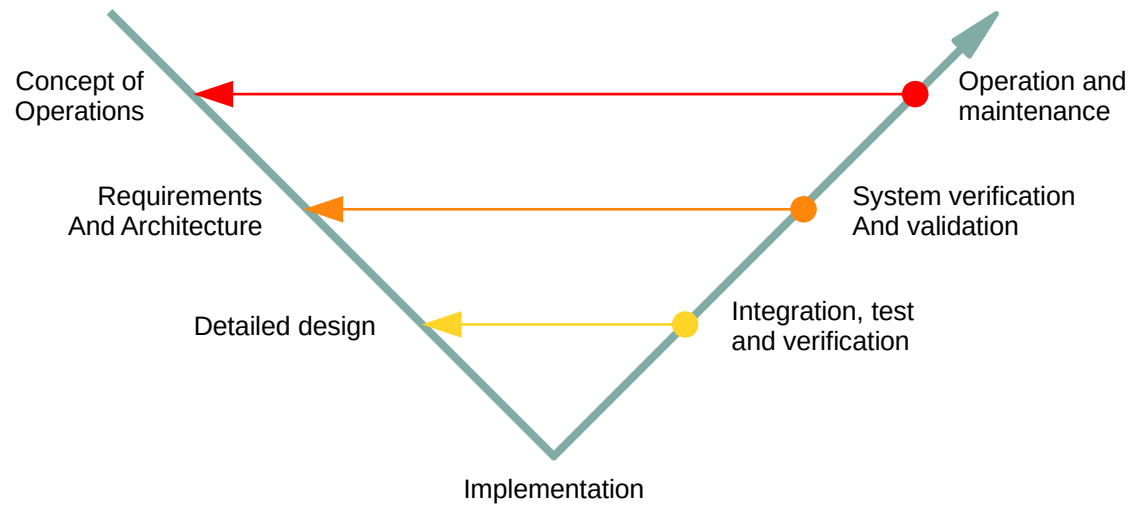 Concept of
Operations
Operation and
maintenance
Requirements
And Architecture
System verification
And validation
Detailed design
Integration, test
and verification
Implementation